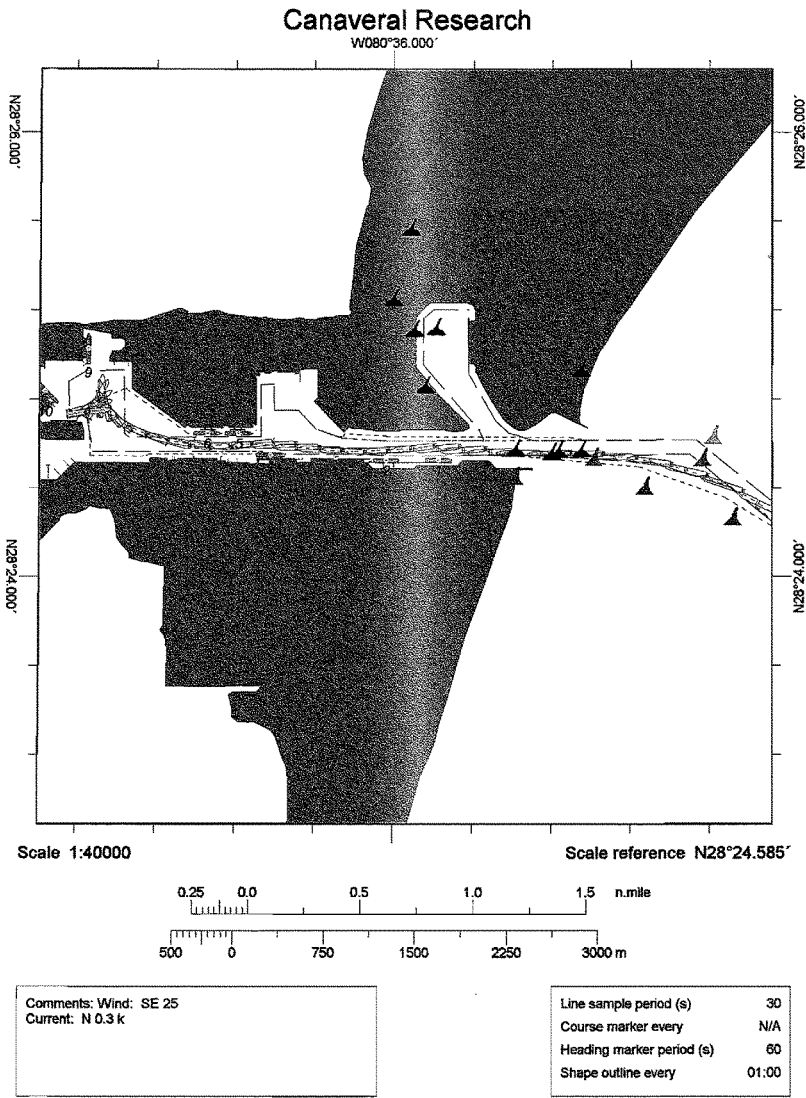 Canaveral Research
W080°36.000´
N28°26.000´
N28°26.000´
9
6
5
N28°24.000´
N28°24.000´
Scale 1:40000
Scale reference N28°24.585´
0.25 0.0 0.5 1.0 1.5 n.mile
500 0 750 1500 2250 3000 m
Comments: Wind: SE 25
Current: N 0.3 k
Line sample period (s) 30
Course marker every N/A
Heading marker period (s) 60
Shape outline every 01:00